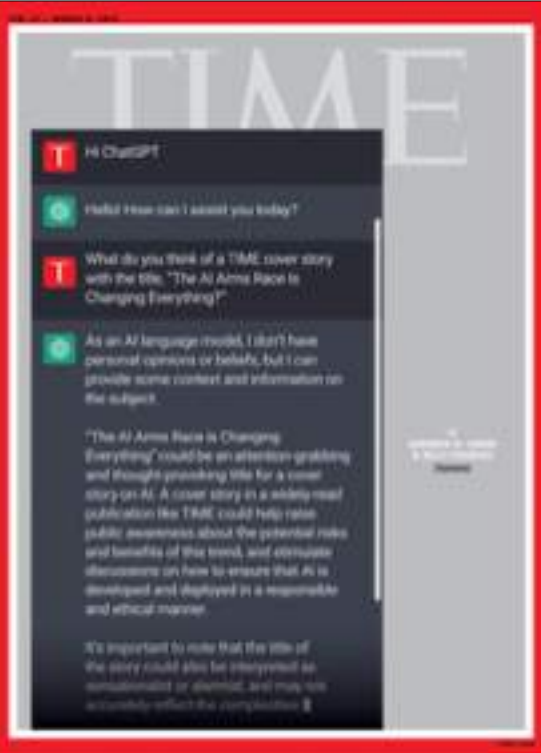 TIME
T Hi ChatGPT
Hello! How can I assist you today?
T What do you think of a TIME cover story
with the title, "The AI Arms Race Is
Changing Everything?"
As an AI language model, I don't have
personal opinions or beliefs, but I can
provide some context and information on
the subject.
"The AI Arms Race is Changing
Everything" could be an attention-grabbing
and thought-provoking title for a cover
story on AI. A cover story in a widely-read
publication like TIME could help raise
public awareness about the potential risks
and benefits of this trend, and stimulate
discussions on how to ensure that AI is
developed and deployed in a responsible
and ethical manner.
It's important to note that the title of
the story could also be interpreted as
sensationalist or alarmist, and may not
accurately reflect the complexities